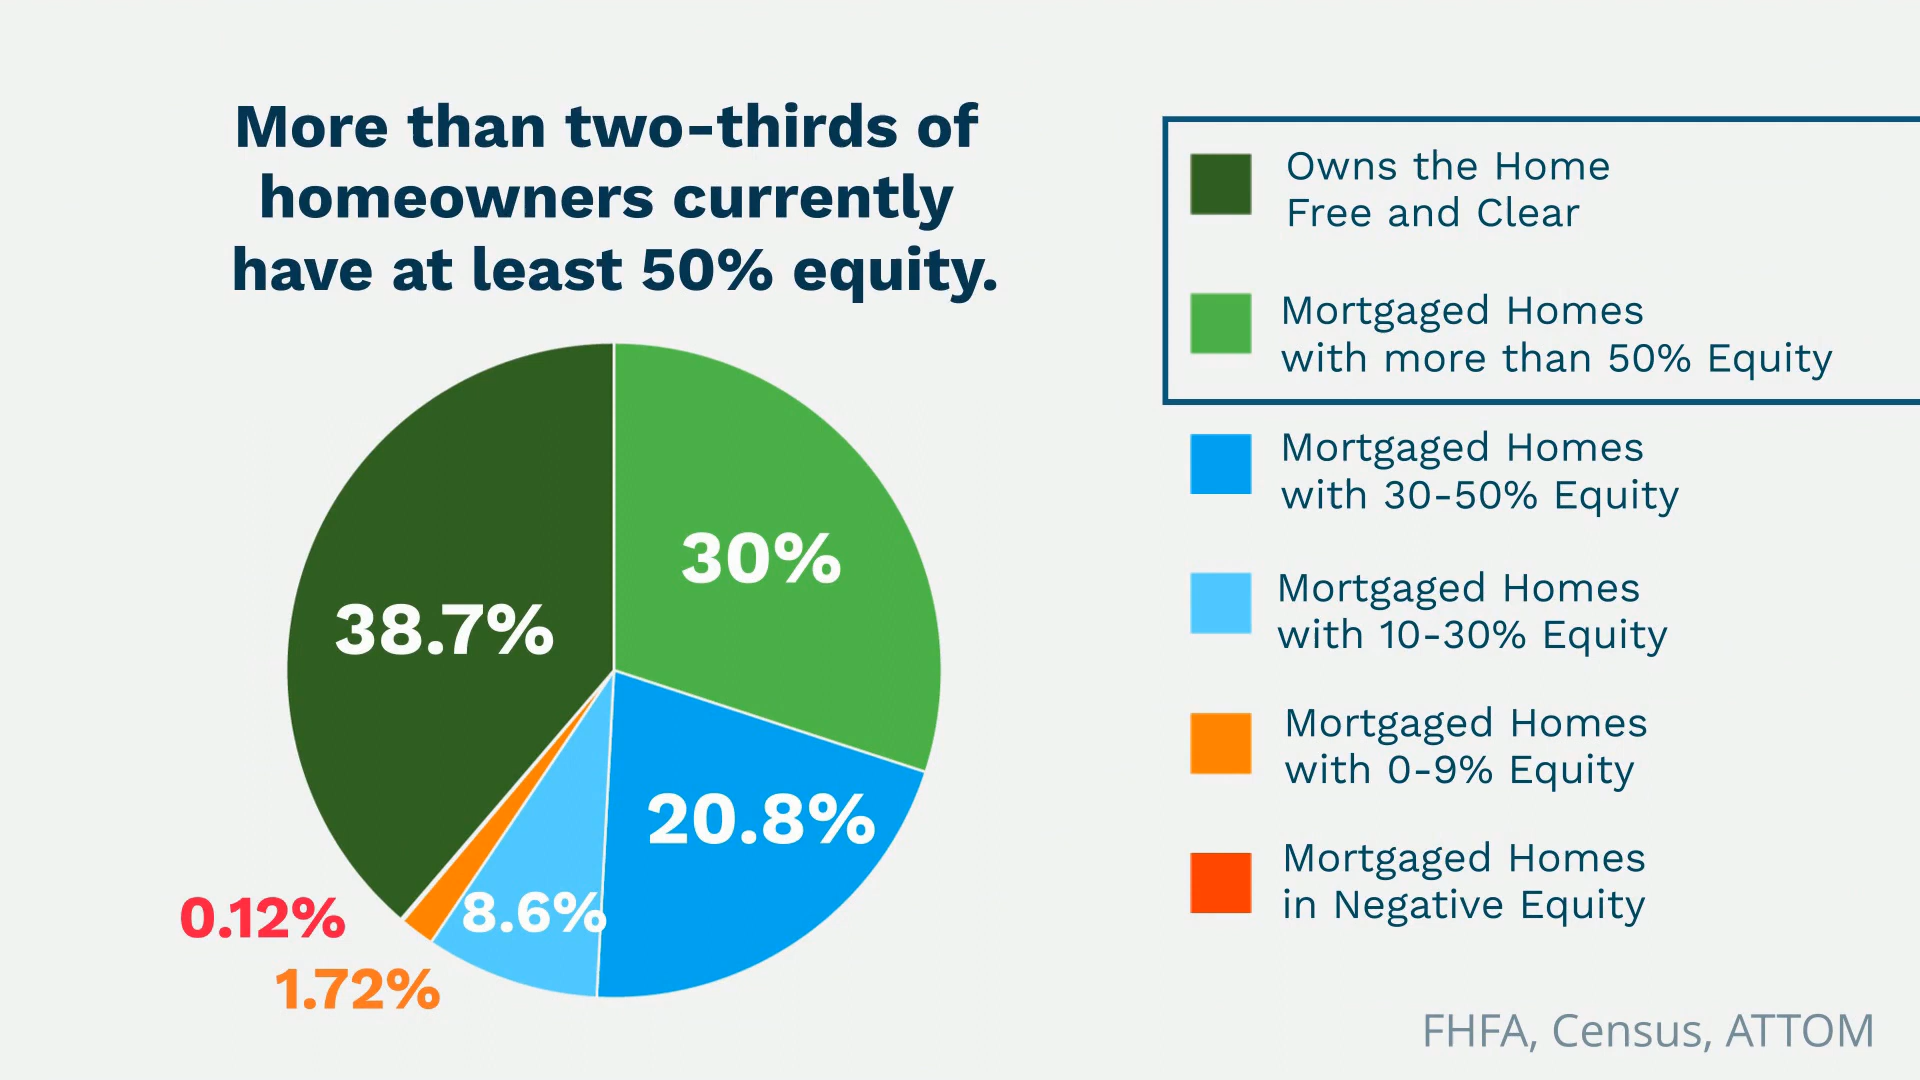 More than two-thirds of
homeowners currently
have at least 50% equity.
30%
38.7%
20.8%
8.6%
0.12%
1.72%
Owns the Home
Free and Clear
Mortgaged Homes
with more than 50% Equity
Mortgaged Homes
with 30-50% Equity
Mortgaged Homes
with 10-30% Equity
Mortgaged Homes
with 0-9% Equity
Mortgaged Homes
in Negative Equity
FHFA, Census, ATTOM